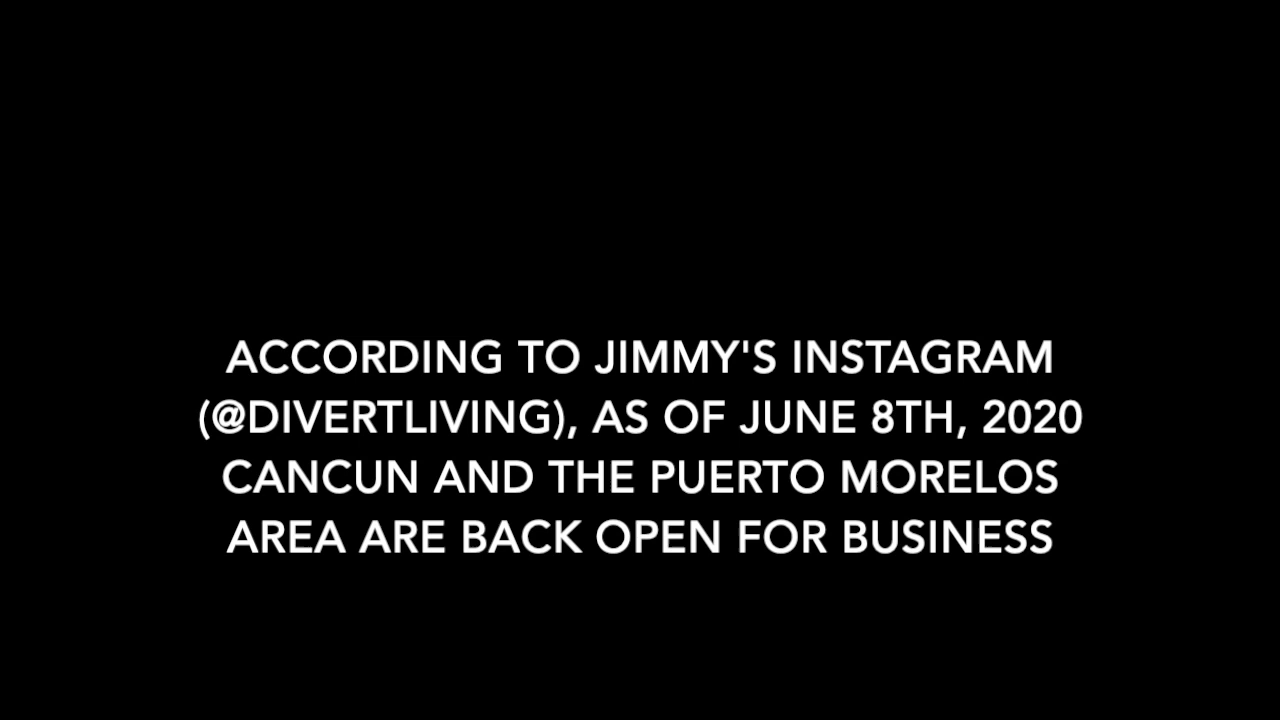 ACCORDING TO JIMMY'S INSTAGRAM
(@DIVERTLIVING), AS OF JUNE 8TH, 2020
CANCUN AND THE PUERTO MORELOS
AREA ARE BACK OPEN FOR BUSINESS